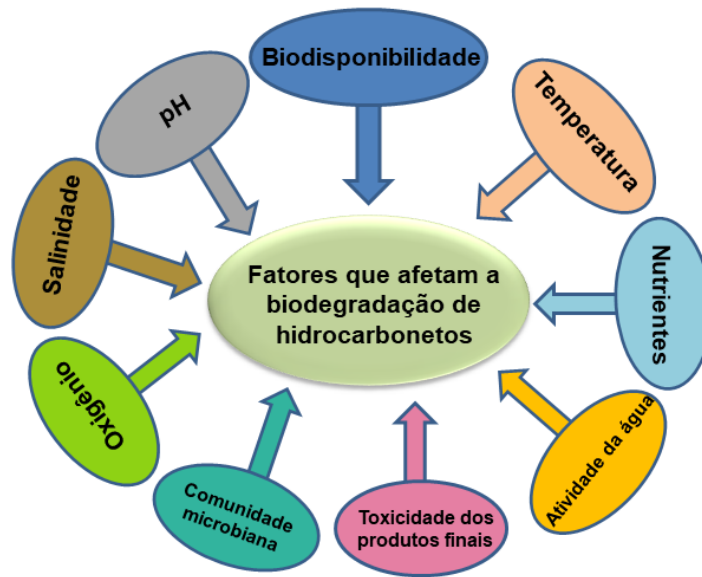 Biodisponibilidade
pH
Temperatura
Salinidade
Fatores que afetam a
biodegradação de
hidrocarbonetos
Nutrientes
Oxigênio
Atividade da água
Comunidade
microbiana
Toxicidade dos
produtos finais